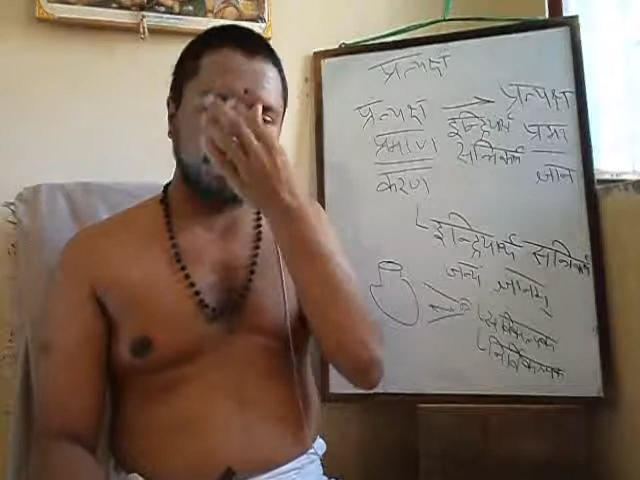 प्रत्यक्षं
प्रत्यक्षं → प्रत्यक्ष
प्रमाण इन्द्रियार्थ प्रमा
करण सन्निकर्ष ज्ञान
इन्द्रियार्थ सन्निकर्ष
जन्यं ज्ञानम्
सविकल्पक
निर्विकल्पक